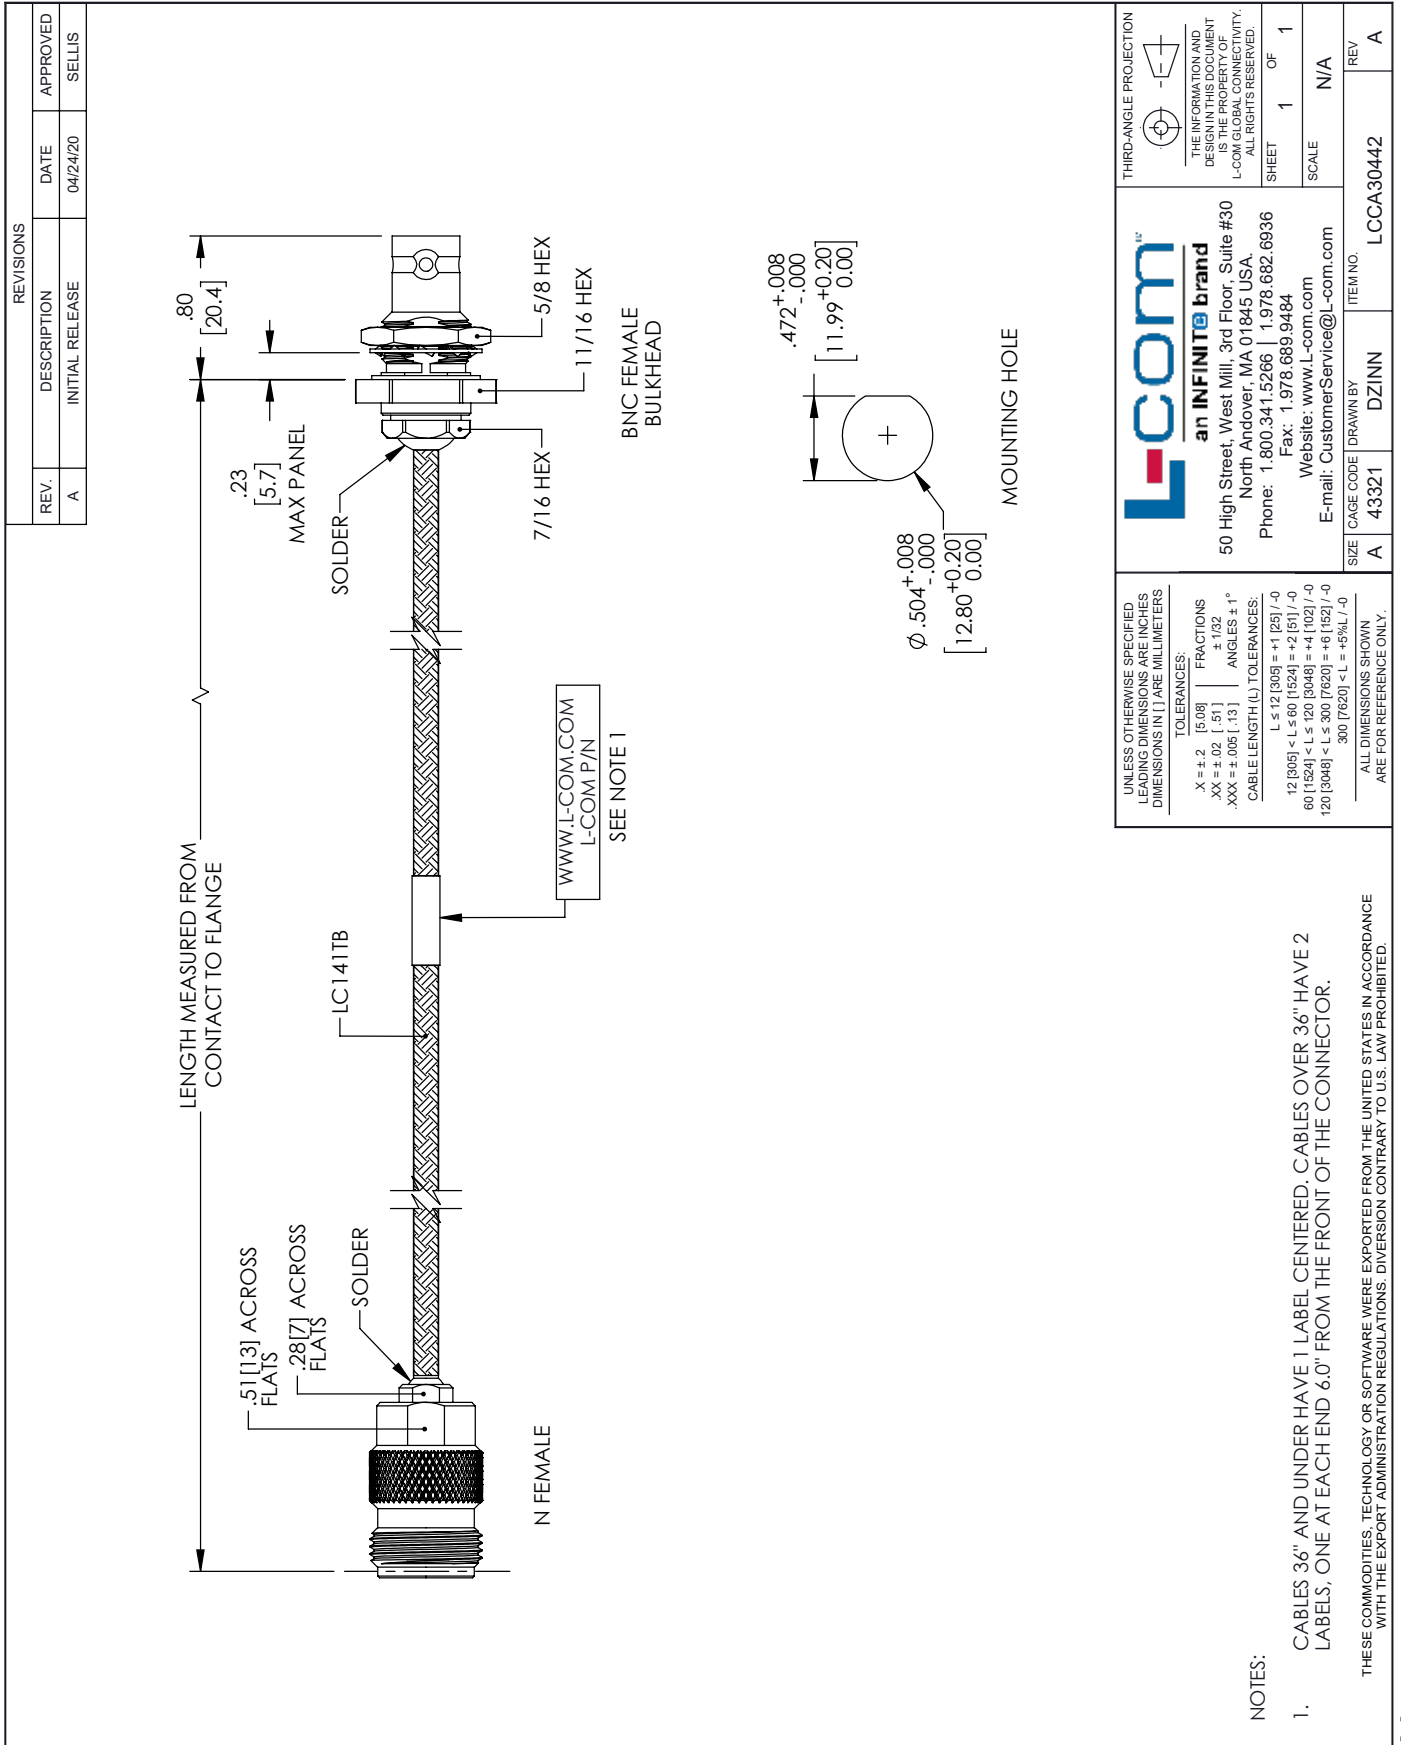 REVISIONS
REV. DESCRIPTION DATE APPROVED
A INITIAL RELEASE 04/24/20 SELLIS
LENGTH MEASURED FROM
CONTACT TO FLANGE
.80
[20.4]
.23
[5.7]
MAX PANEL
.51[13] ACROSS
FLATS
.28[7] ACROSS
FLATS
SOLDER
LC141TB
SOLDER
N FEMALE
7/16 HEX
5/8 HEX
11/16 HEX
BNC FEMALE
BULKHEAD
WWW.L-COM.COM
L-COM P/N
SEE NOTE 1
.472 +.008
-.000
[11.99 +0.20]
0.00
Ø .504 +.008
-.000
[12.80 +0.20]
0.00
MOUNTING HOLE
NOTES:
1. CABLES 36" AND UNDER HAVE 1 LABEL CENTERED. CABLES OVER 36" HAVE 2
LABELS, ONE AT EACH END 6.0" FROM THE FRONT OF THE CONNECTOR.
THESE COMMODITIES, TECHNOLOGY OR SOFTWARE WERE EXPORTED FROM THE UNITED STATES IN ACCORDANCE
WITH THE EXPORT ADMINISTRATION REGULATIONS. DIVERSION CONTRARY TO U.S. LAW PROHIBITED.
UNLESS OTHERWISE SPECIFIED
LEADING DIMENSIONS ARE INCHES
DIMENSIONS IN [ ] ARE MILLIMETERS
TOLERANCES:
.X = ±.2 [5.08] FRACTIONS
.XX = ±.02 [.51] ± 1/32
.XXX = ±.005 [.13] ANGLES ± 1°
CABLE LENGTH (L) TOLERANCES:
L ≤ 12 [305] = +1 [25] / -0
12 [305] < L ≤ 60 [1524] = +2 [51] / -0
60 [1524] < L ≤ 120 [3048] = +4 [102] / -0
120 [3048] < L ≤ 300 [7620] = +6 [152] / -0
300 [7620] < L = +5%L / -0
ALL DIMENSIONS SHOWN
ARE FOR REFERENCE ONLY.
L-com
an INFINIT® brand
50 High Street, West Mill, 3rd Floor, Suite #30
North Andover, MA 01845 USA.
Phone: 1.800.341.5266 | 1.978.682.6936
Fax: 1.978.689.9484
Website: www.L-com.com
E-mail: CustomerService@L-com.com
THIRD-ANGLE PROJECTION
THE INFORMATION AND
DESIGN IN THIS DOCUMENT
IS THE PROPERTY OF
L-COM GLOBAL CONNECTIVITY.
ALL RIGHTS RESERVED.
SHEET 1 OF 1
SCALE N/A
SIZE A
CAGE CODE 43321
DRAWN BY DZINN
ITEM NO. LCCA30442
REV A